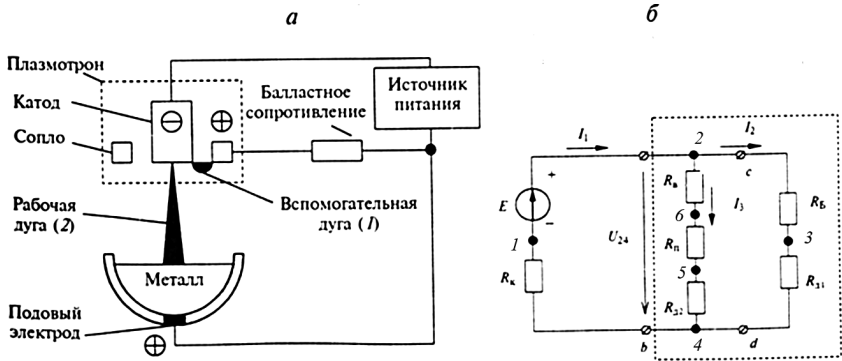 а
б
Плазмотрон
Катод
Сопло
Балластное
сопротивление
Источник
питания
Рабочая
дуга (2)
Вспомогательная
дуга (1)
Металл
Подовый
электрод
I₁
2
I₂
c
Rв
I₃
E
+
−
6
RБ
1
U₂₄
Rп
3
Rк
5
Rд2
Rд1
b
4
d